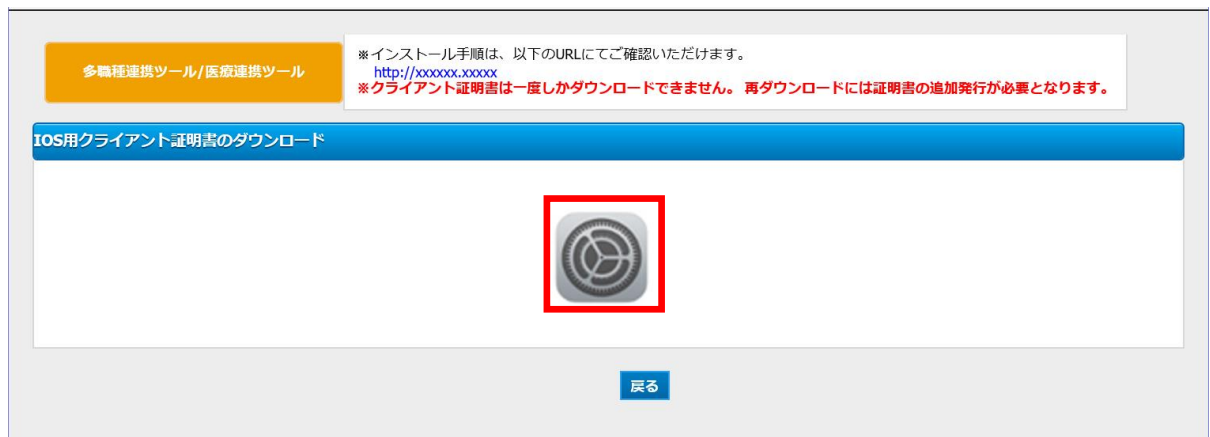 多職種連携ツール/医療連携ツール
※インストール手順は、以下のURLにてご確認いただけます。
http://xxxxxx.xxxxx
※クライアント証明書は一度しかダウンロードできません。 再ダウンロードには証明書の追加発行が必要となります。
IOS用クライアント証明書のダウンロード
戻る